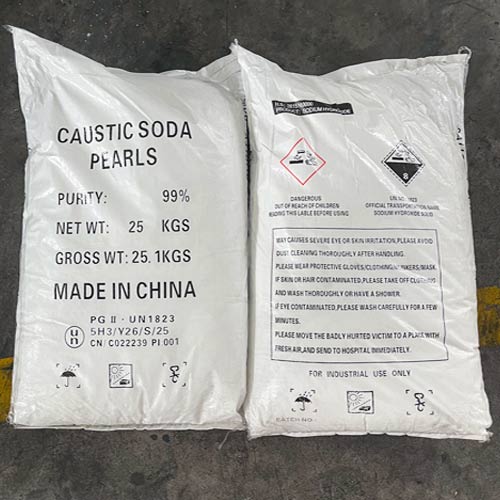 CAUSTIC SODA
PEARLS
PURITY: 99%
NET WT: 25 KGS
GROSS WT: 25.1KGS
MADE IN CHINA
PG II - UN1823
un
5H3/Y26/S/25
CN/C022239 PI.001
PRODUCT: SODIUM HYDROXIDE
8
DANGEROUS
OUT OF REACH OF CHILDREN
READING THIS LABLE BEFORE USING
UN NO. 1823
OFFICIAL TRANSPORTATION NAME
SODIUM HYDROXIDE SOLID
MAY CAUSES SEVERE EYE OR SKIN IRRITATION,PLEASE AVOID
DUST CLEANING THOROUGHLY AFTER HANDLING.
PLEASE WEAR PROTECTIVE GLOVES/CLOTHING/MASK.
IF SKIN OR HAIR CONTAMINATED,PLEASE TAKE OFF CLOTHING
AND WASH THOROUGHLY OR HAVE A SHOWER.
IF EYE CONTAMINATED,PLEASE WASH CAREFULLY FOR A FEW
MINUTES.
PLEASE MOVE THE BADLY HURTED VICTIM TO A PLACE WITH
FRESH AIR,AND SEND TO HOSPITAL IMMEDIATELY.
FOR INDUSTRIAL USE ONLY
BATCH NO.